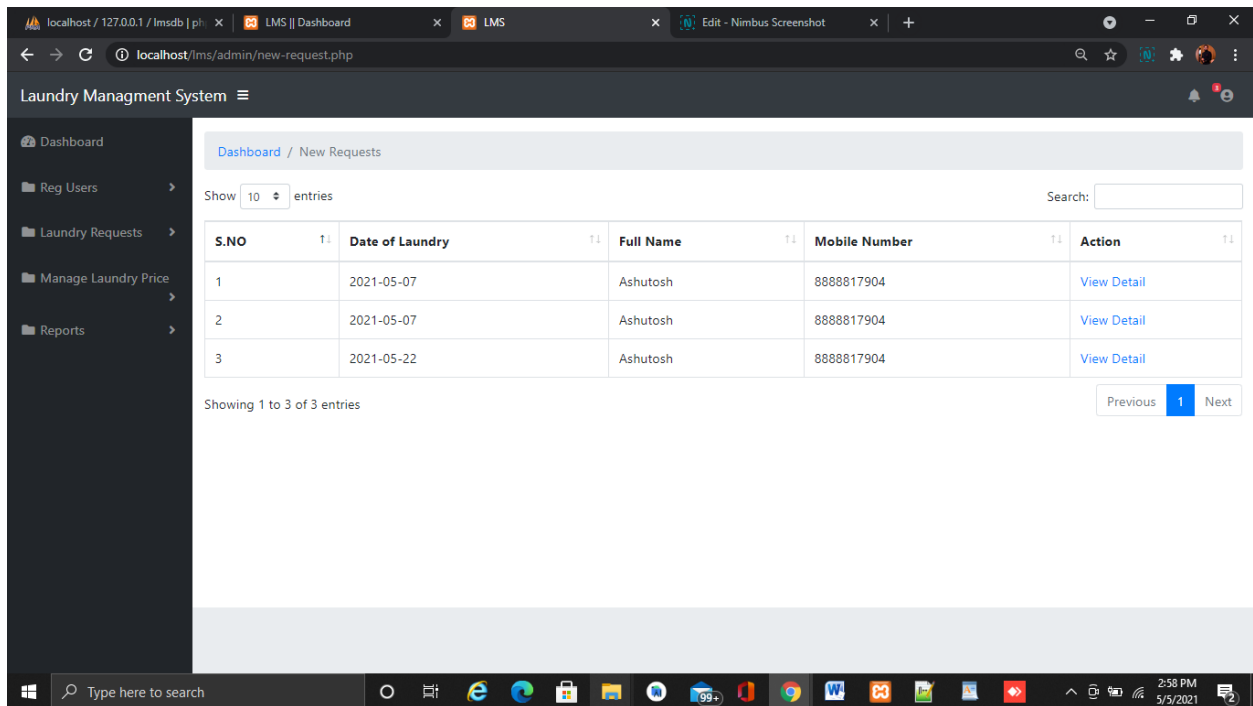 localhost / 127.0.0.1 / lmsdb | ph
LMS || Dashboard
LMS
Edit - Nimbus Screenshot
localhost/lms/admin/new-request.php
Laundry Managment System
3
Dashboard
Reg Users
Laundry Requests
Manage Laundry Price
Reports
Dashboard / New Requests
Show 10 entries
Search:
S.NO Date of Laundry Full Name Mobile Number Action
1 2021-05-07 Ashutosh 8888817904 View Detail
2 2021-05-07 Ashutosh 8888817904 View Detail
3 2021-05-22 Ashutosh 8888817904 View Detail
Showing 1 to 3 of 3 entries
Previous 1 Next
Type here to search
99+
2:58 PM
5/5/2021
2